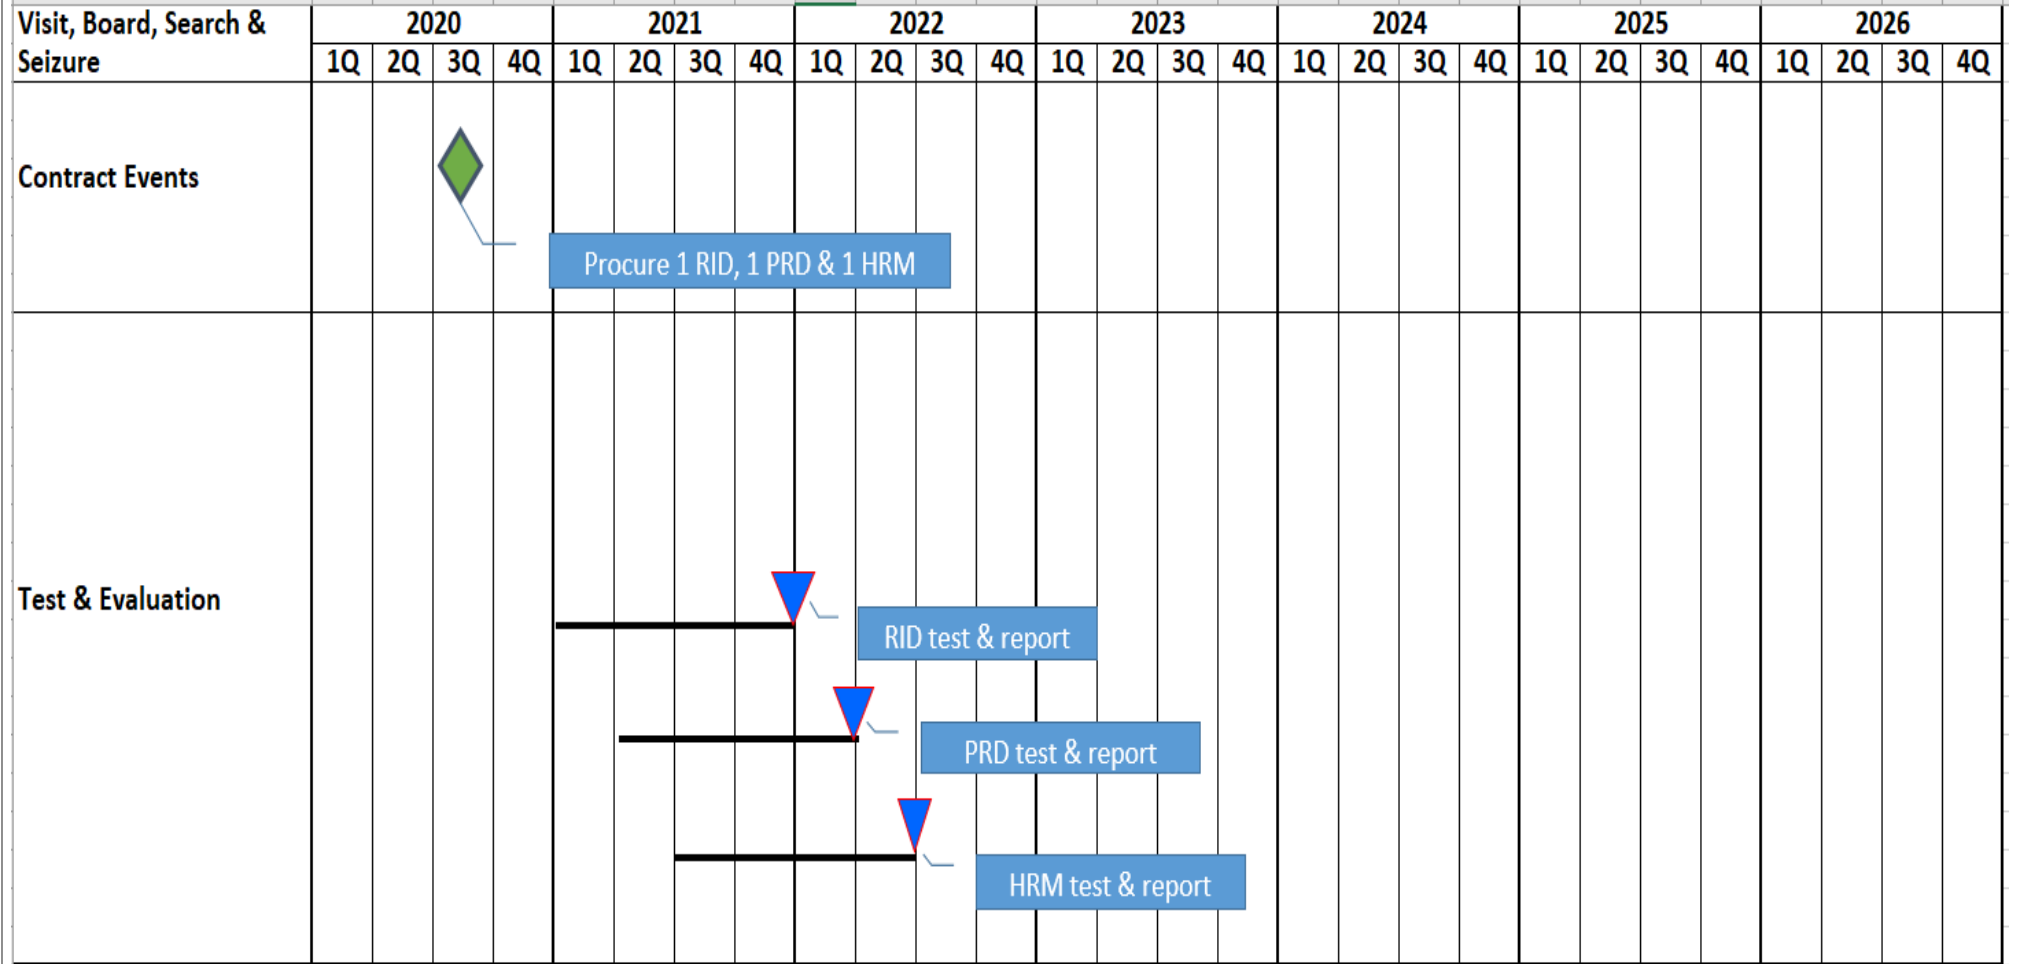 Visit, Board, Search &
Seizure
2020 2021 2022 2023 2024 2025 2026
1Q 2Q 3Q 4Q 1Q 2Q 3Q 4Q 1Q 2Q 3Q 4Q 1Q 2Q 3Q 4Q 1Q 2Q 3Q 4Q 1Q 2Q 3Q 4Q 1Q 2Q 3Q 4Q
Contract Events
Procure 1 RID, 1 PRD & 1 HRM
Test & Evaluation
RID test & report
PRD test & report
HRM test & report